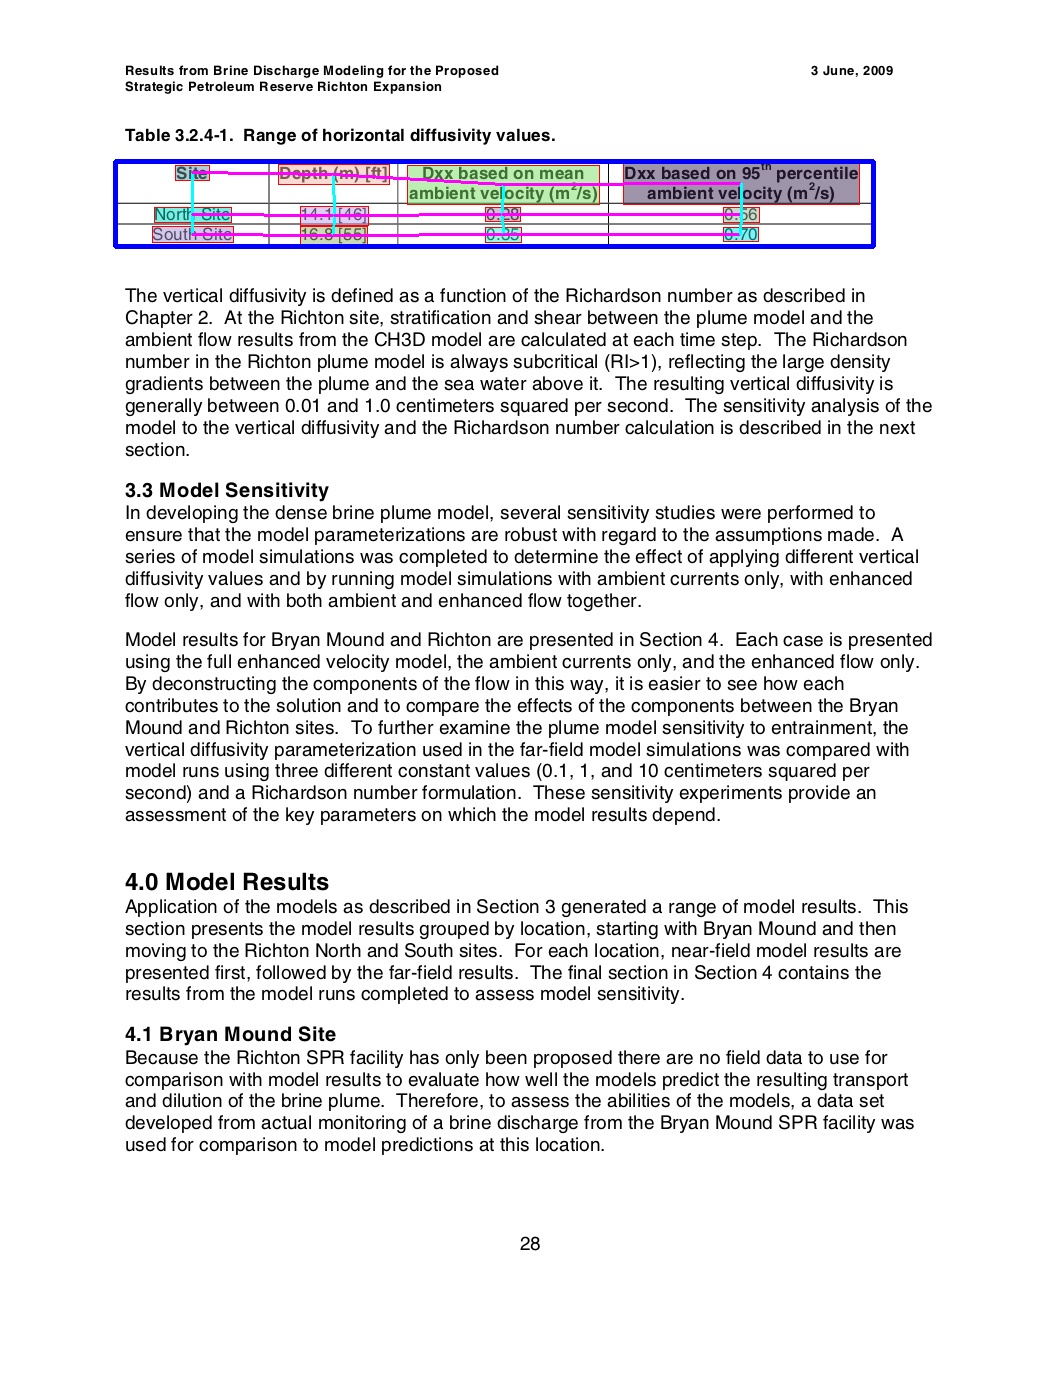 Results from Brine Discharge Modeling for the Proposed 3 June, 2009
Strategic Petroleum Reserve Richton Expansion
Table 3.2.4-1. Range of horizontal diffusivity values.
Site Depth (m) [ft] Dxx based on mean ambient velocity (m²/s) Dxx based on 95th percentile ambient velocity (m²/s)
North Site 14.1 [46] 0.28 0.56
South Site 16.8 [55] 0.35 0.70
The vertical diffusivity is defined as a function of the Richardson number as described in
Chapter 2. At the Richton site, stratification and shear between the plume model and the
ambient flow results from the CH3D model are calculated at each time step. The Richardson
number in the Richton plume model is always subcritical (RI>1), reflecting the large density
gradients between the plume and the sea water above it. The resulting vertical diffusivity is
generally between 0.01 and 1.0 centimeters squared per second. The sensitivity analysis of the
model to the vertical diffusivity and the Richardson number calculation is described in the next
section.
3.3 Model Sensitivity
In developing the dense brine plume model, several sensitivity studies were performed to
ensure that the model parameterizations are robust with regard to the assumptions made. A
series of model simulations was completed to determine the effect of applying different vertical
diffusivity values and by running model simulations with ambient currents only, with enhanced
flow only, and with both ambient and enhanced flow together.
Model results for Bryan Mound and Richton are presented in Section 4. Each case is presented
using the full enhanced velocity model, the ambient currents only, and the enhanced flow only.
By deconstructing the components of the flow in this way, it is easier to see how each
contributes to the solution and to compare the effects of the components between the Bryan
Mound and Richton sites. To further examine the plume model sensitivity to entrainment, the
vertical diffusivity parameterization used in the far-field model simulations was compared with
model runs using three different constant values (0.1, 1, and 10 centimeters squared per
second) and a Richardson number formulation. These sensitivity experiments provide an
assessment of the key parameters on which the model results depend.
4.0 Model Results
Application of the models as described in Section 3 generated a range of model results. This
section presents the model results grouped by location, starting with Bryan Mound and then
moving to the Richton North and South sites. For each location, near-field model results are
presented first, followed by the far-field results. The final section in Section 4 contains the
results from the model runs completed to assess model sensitivity.
4.1 Bryan Mound Site
Because the Richton SPR facility has only been proposed there are no field data to use for
comparison with model results to evaluate how well the models predict the resulting transport
and dilution of the brine plume. Therefore, to assess the abilities of the models, a data set
developed from actual monitoring of a brine discharge from the Bryan Mound SPR facility was
used for comparison to model predictions at this location.
28